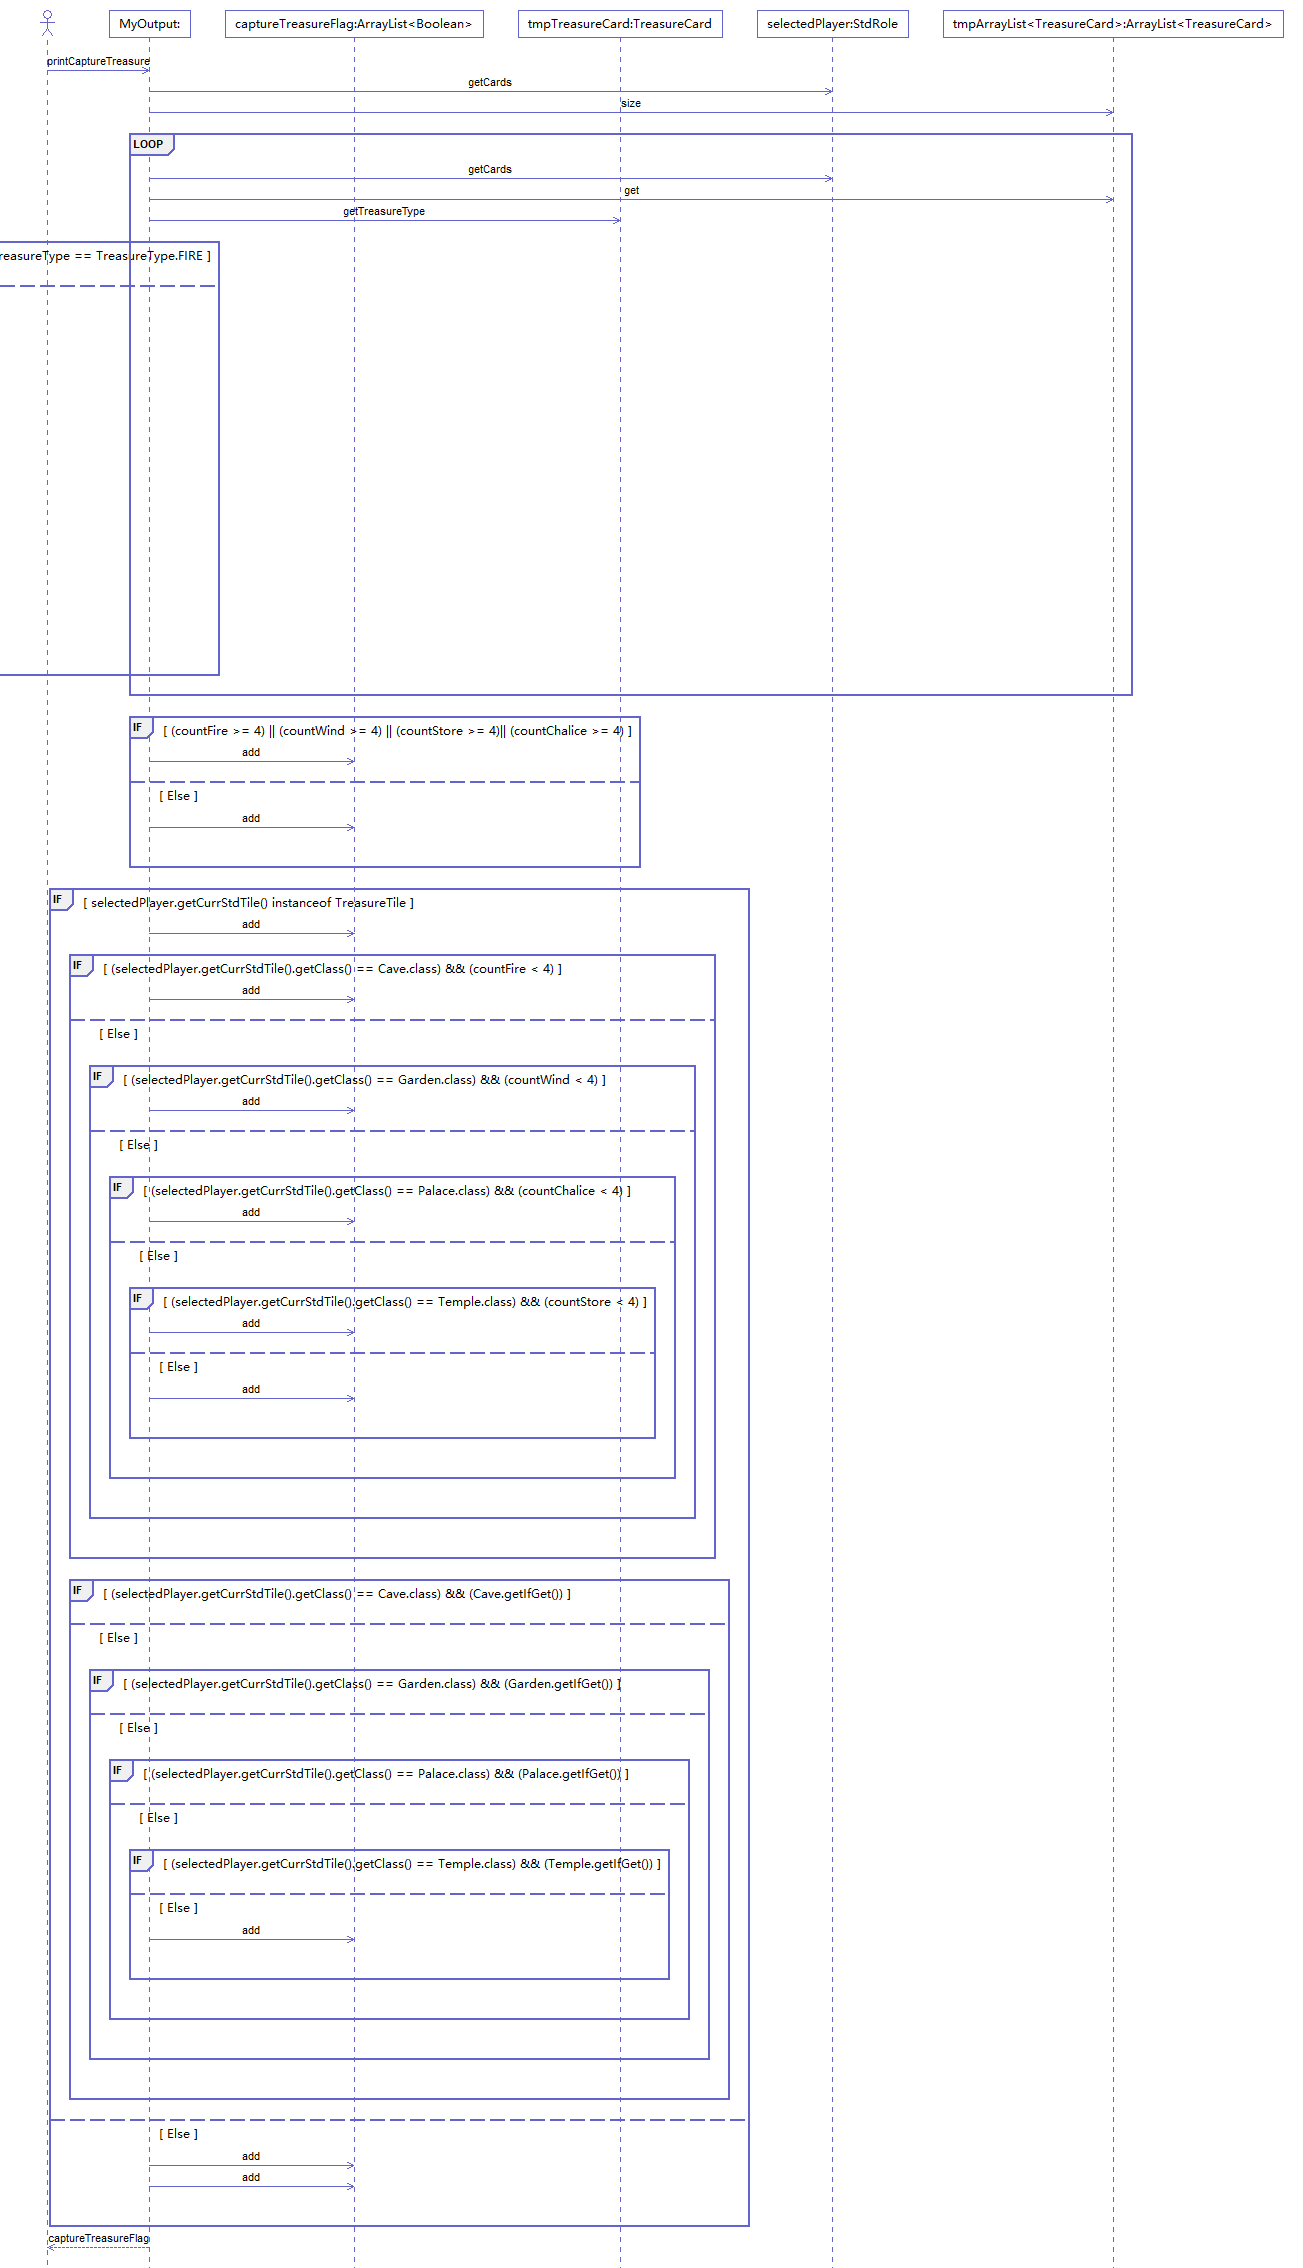 MyOutput:
captureTreasureFlag:ArrayList<Boolean>
tmpTreasureCard:TreasureCard
selectedPlayer:StdRole
tmpArrayList<TreasureCard>:ArrayList<TreasureCard>
printCaptureTreasure
getCards
size
LOOP
getCards
get
getTreasureType
reasureType == TreasureType.FIRE ]
IF [ (countFire >= 4) || (countWind >= 4) || (countStore >= 4)|| (countChalice >= 4) ]
add
[ Else ]
add
IF [ selectedPlayer.getCurrStdTile() instanceof TreasureTile ]
add
IF [ (selectedPlayer.getCurrStdTile().getClass() == Cave.class) && (countFire < 4) ]
add
[ Else ]
IF [ (selectedPlayer.getCurrStdTile().getClass() == Garden.class) && (countWind < 4) ]
add
[ Else ]
IF [ (selectedPlayer.getCurrStdTile().getClass() == Palace.class) && (countChalice < 4) ]
add
[ Else ]
IF [ (selectedPlayer.getCurrStdTile().getClass() == Temple.class) && (countStore < 4) ]
add
[ Else ]
add
IF [ (selectedPlayer.getCurrStdTile().getClass() == Cave.class) && (Cave.getIfGet()) ]
[ Else ]
IF [ (selectedPlayer.getCurrStdTile().getClass() == Garden.class) && (Garden.getIfGet()) ]
[ Else ]
IF [ (selectedPlayer.getCurrStdTile().getClass() == Palace.class) && (Palace.getIfGet()) ]
[ Else ]
IF [ (selectedPlayer.getCurrStdTile().getClass() == Temple.class) && (Temple.getIfGet()) ]
[ Else ]
add
[ Else ]
add
add
captureTreasureFlag